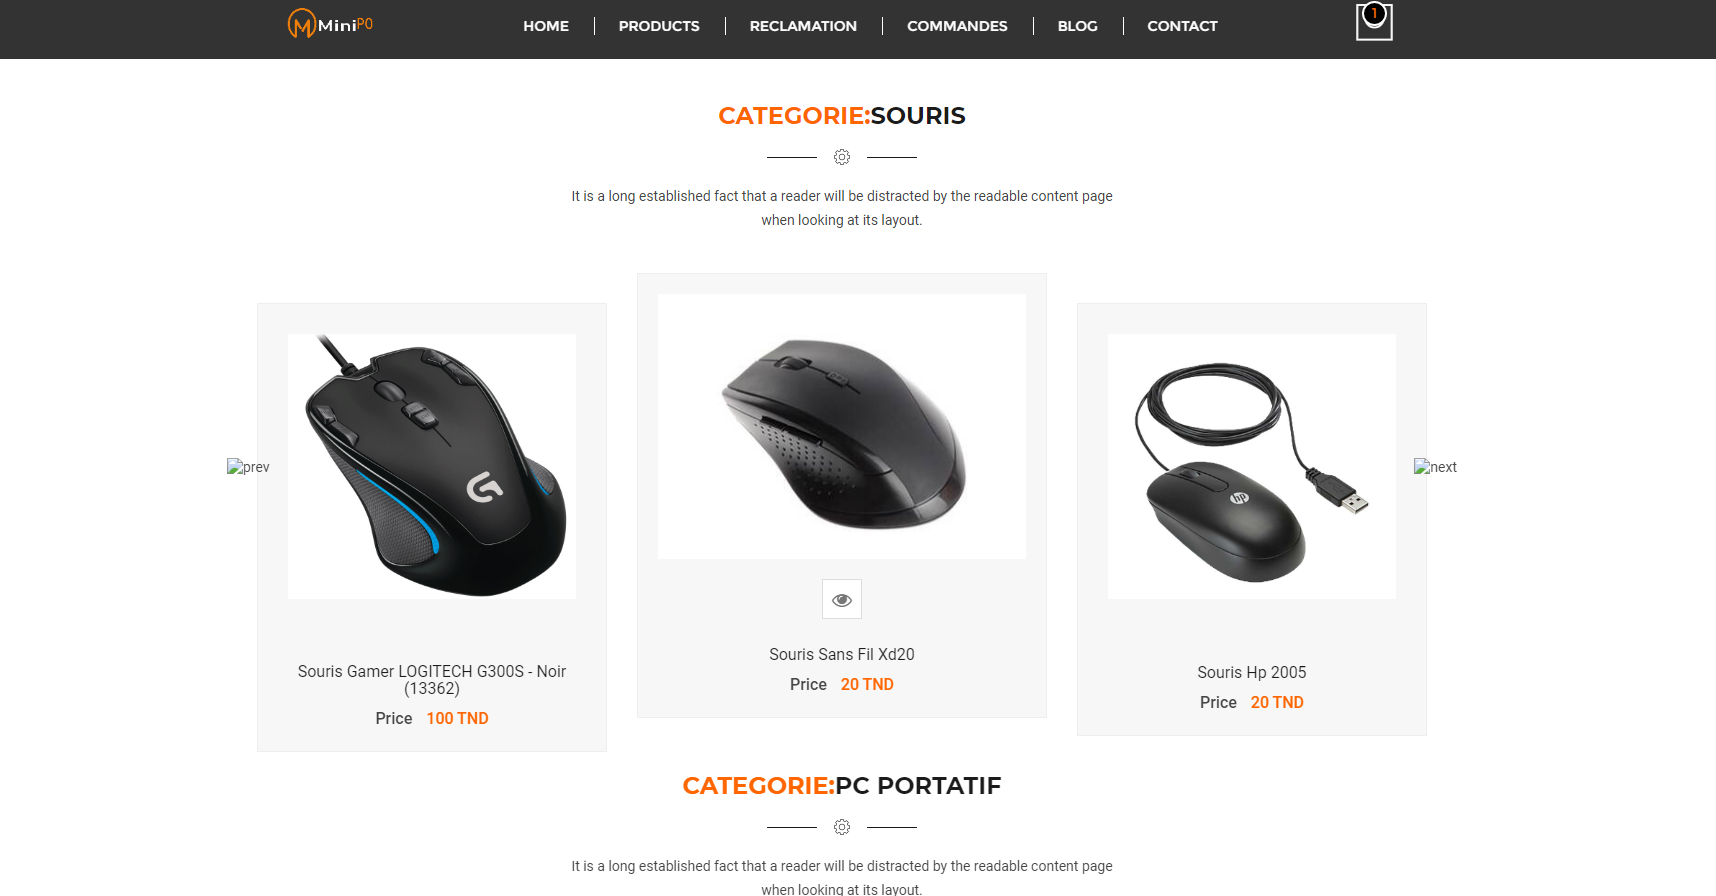 MiniPO
HOME
PRODUCTS
RECLAMATION
COMMANDES
BLOG
CONTACT
1
CATEGORIE:SOURIS
It is a long established fact that a reader will be distracted by the readable content page
when looking at its layout.
prev
next
G
hp
Souris Gamer LOGITECH G300S - Noir
(13362)
Price 100 TND
Souris Sans Fil Xd20
Price 20 TND
Souris Hp 2005
Price 20 TND
CATEGORIE:PC PORTATIF
It is a long established fact that a reader will be distracted by the readable content page
when looking at its layout.